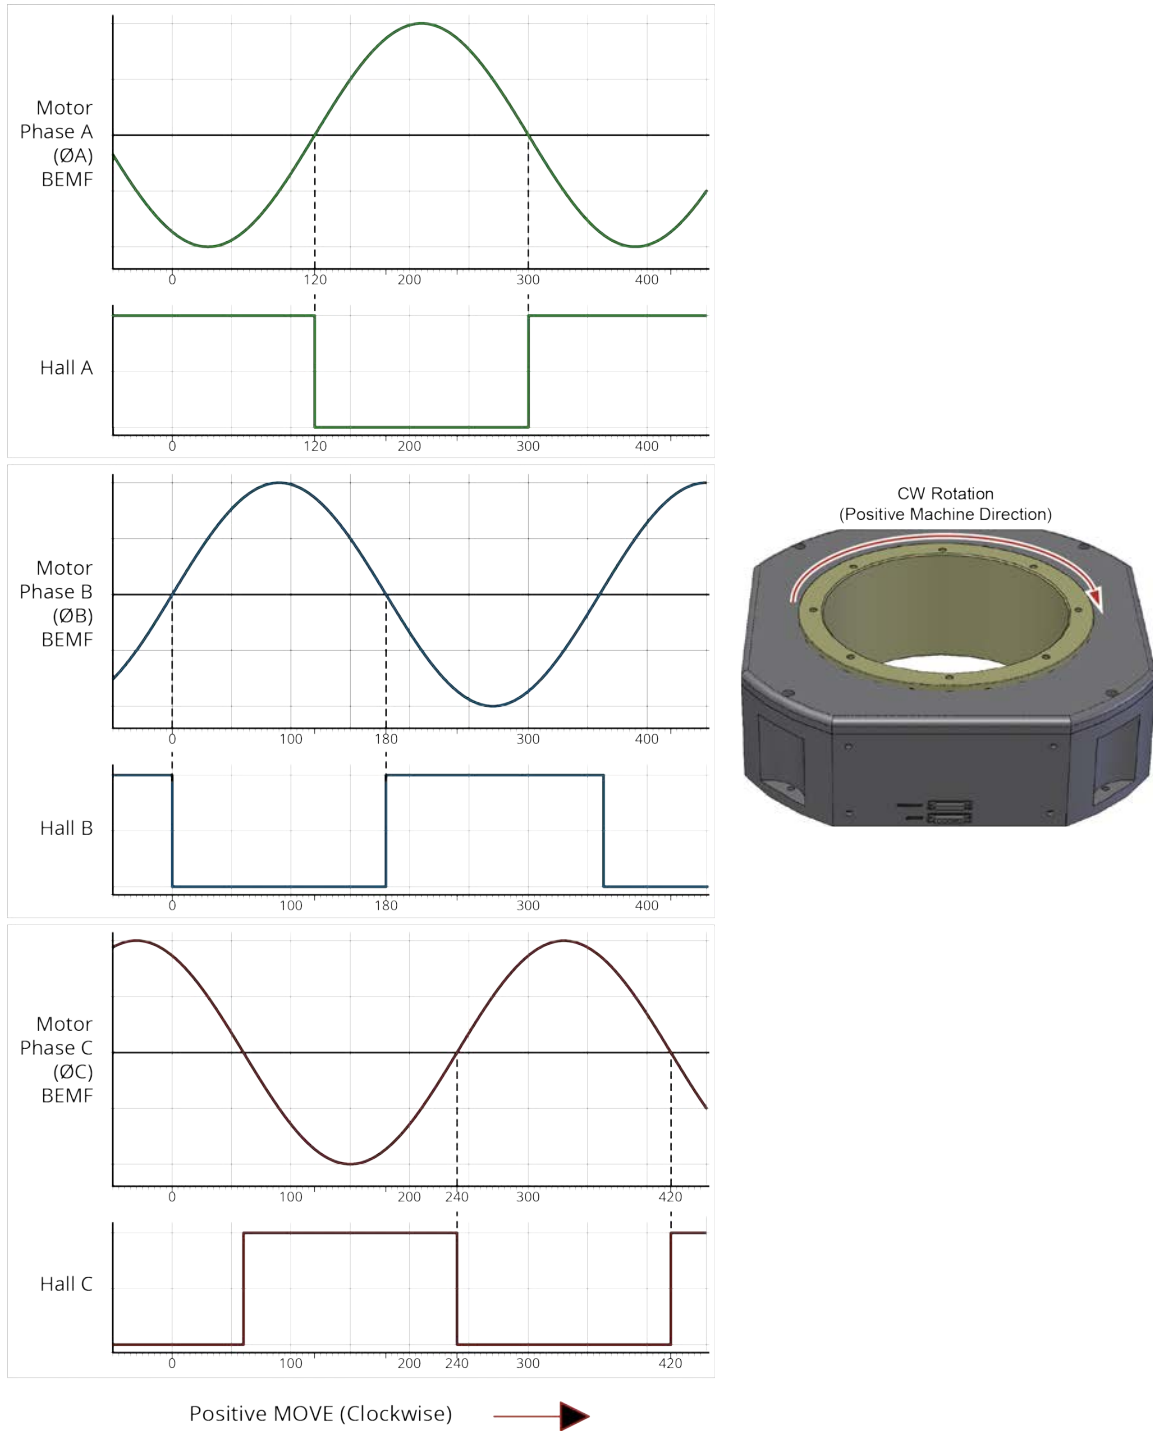 Motor
Phase A
(ØA)
BEMF
0 120 200 300 400
Hall A
0 120 200 300 400
Motor
Phase B
(ØB)
BEMF
0 100 180 300 400
Hall B
0 100 180 300 400
CW Rotation
(Positive Machine Direction)
Motor
Phase C
(ØC)
BEMF
0 100 200 240 300 420
Hall C
0 100 200 240 300 420
Positive MOVE (Clockwise)